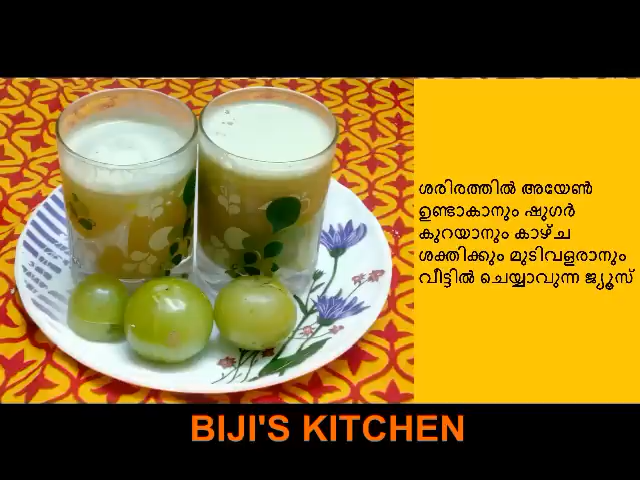 ശരിരത്തിൽ അയേൺ
ഉണ്ടാകാനും ഷുഗർ
കുറയാനും കാഴ്ച
ശക്തിക്കും മുടിവളരാനും
വീട്ടിൽ ചെയ്യാവുന്ന ജ്യൂസ്
BIJI'S KITCHEN